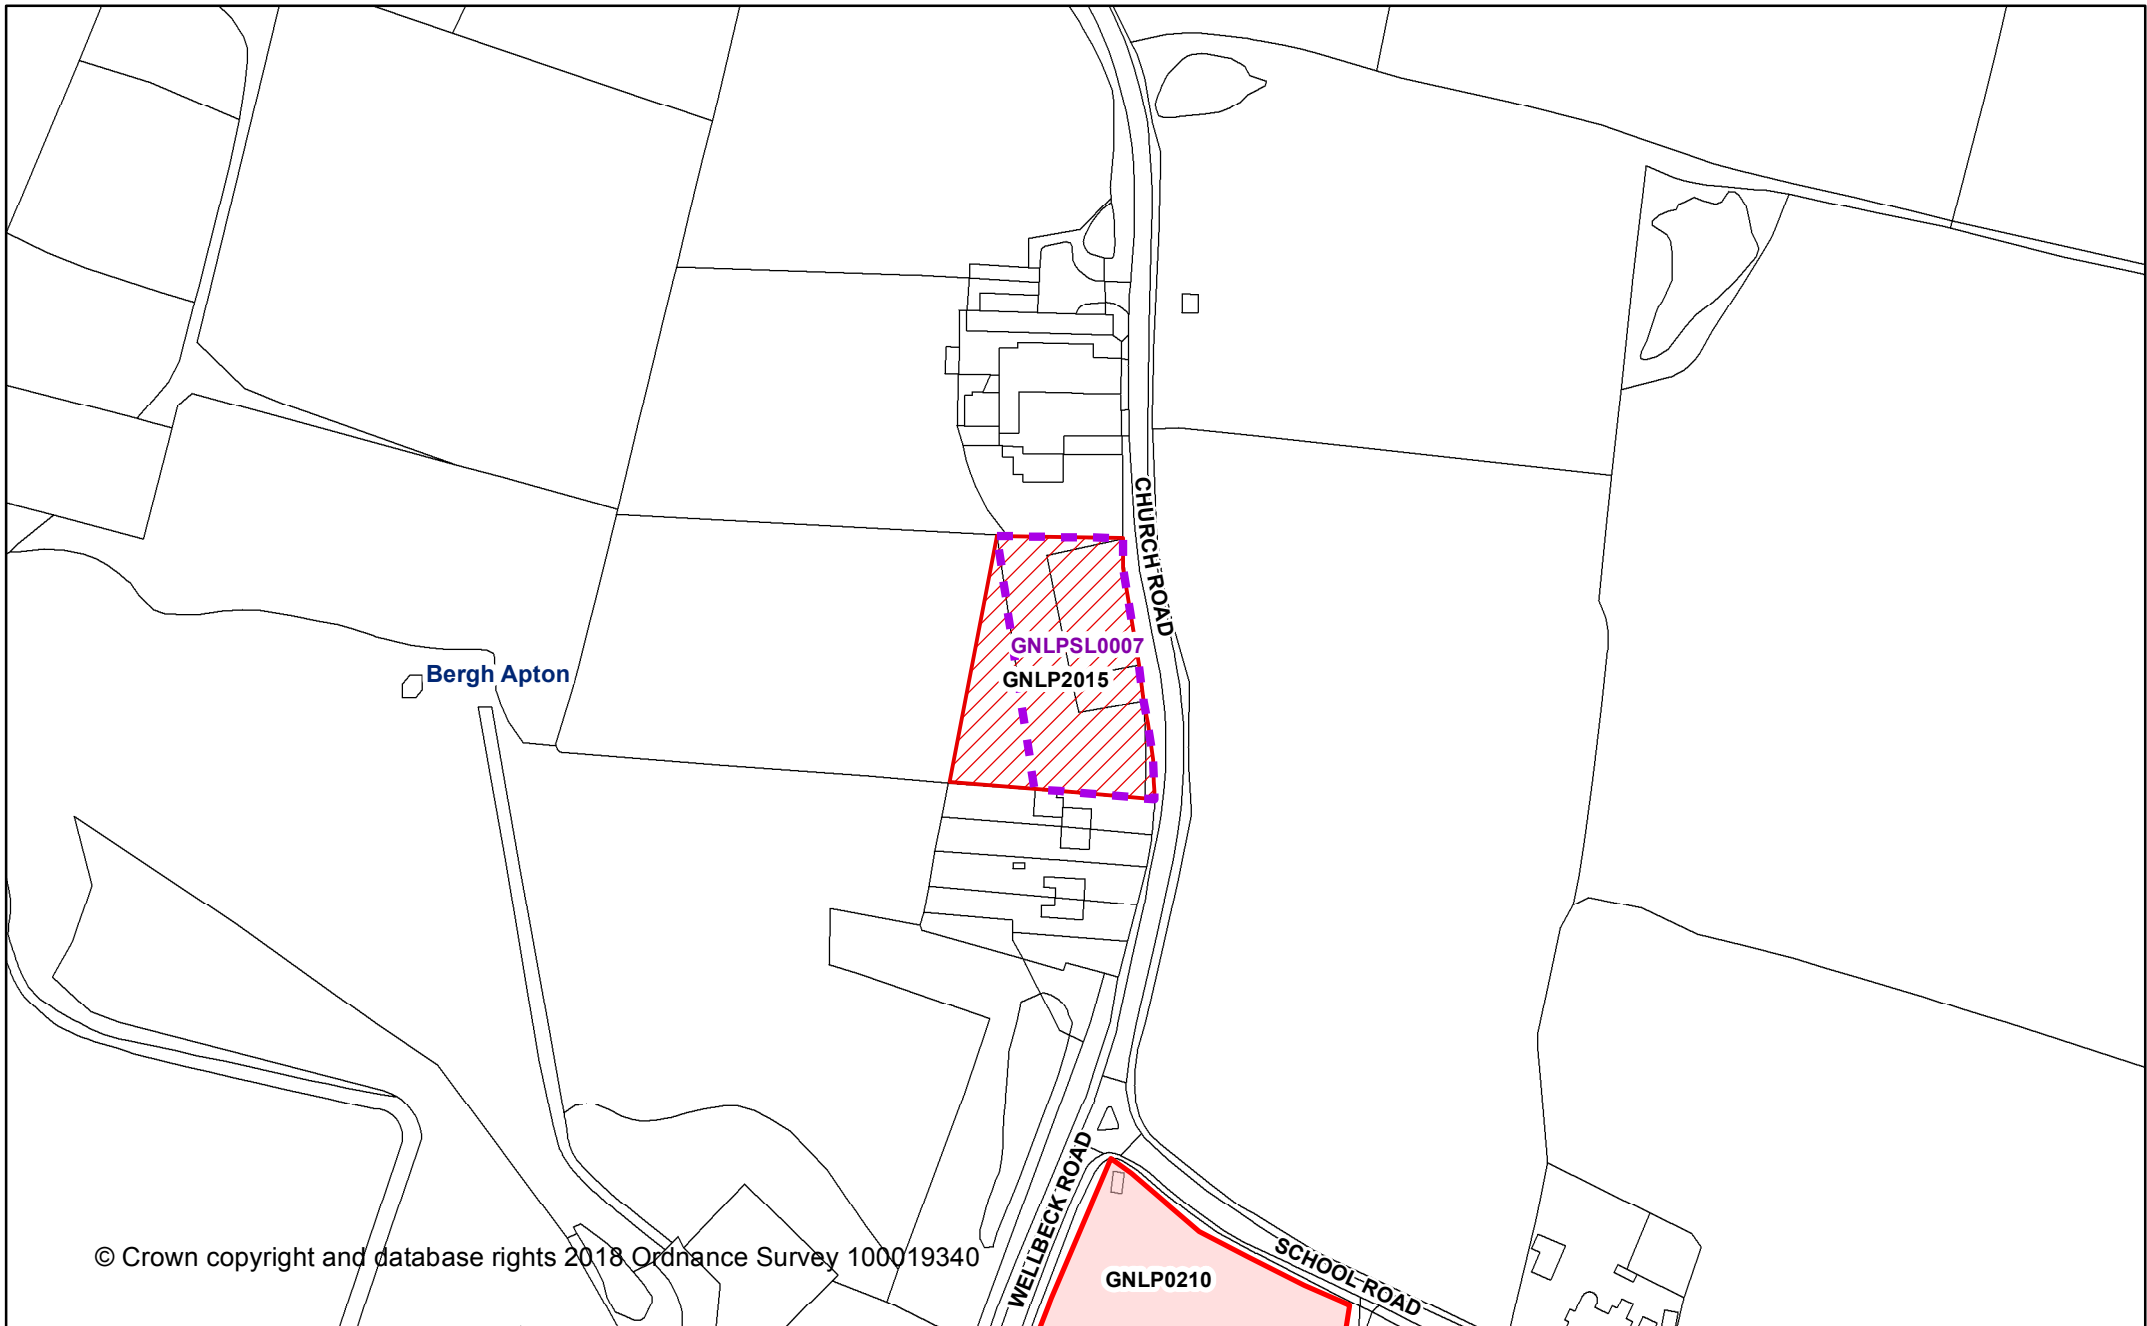 CHURCH ROAD
GNLPSL0007
Bergh Apton
GNLP2015
WELLBECK ROAD
© Crown copyright and database rights 2018 Ordnance Survey 100019340
SCHOOL ROAD
GNLP0210